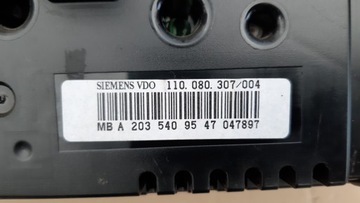 SIEMENS VDO 110.080.307/004
MB A 203 540 95 47 047897